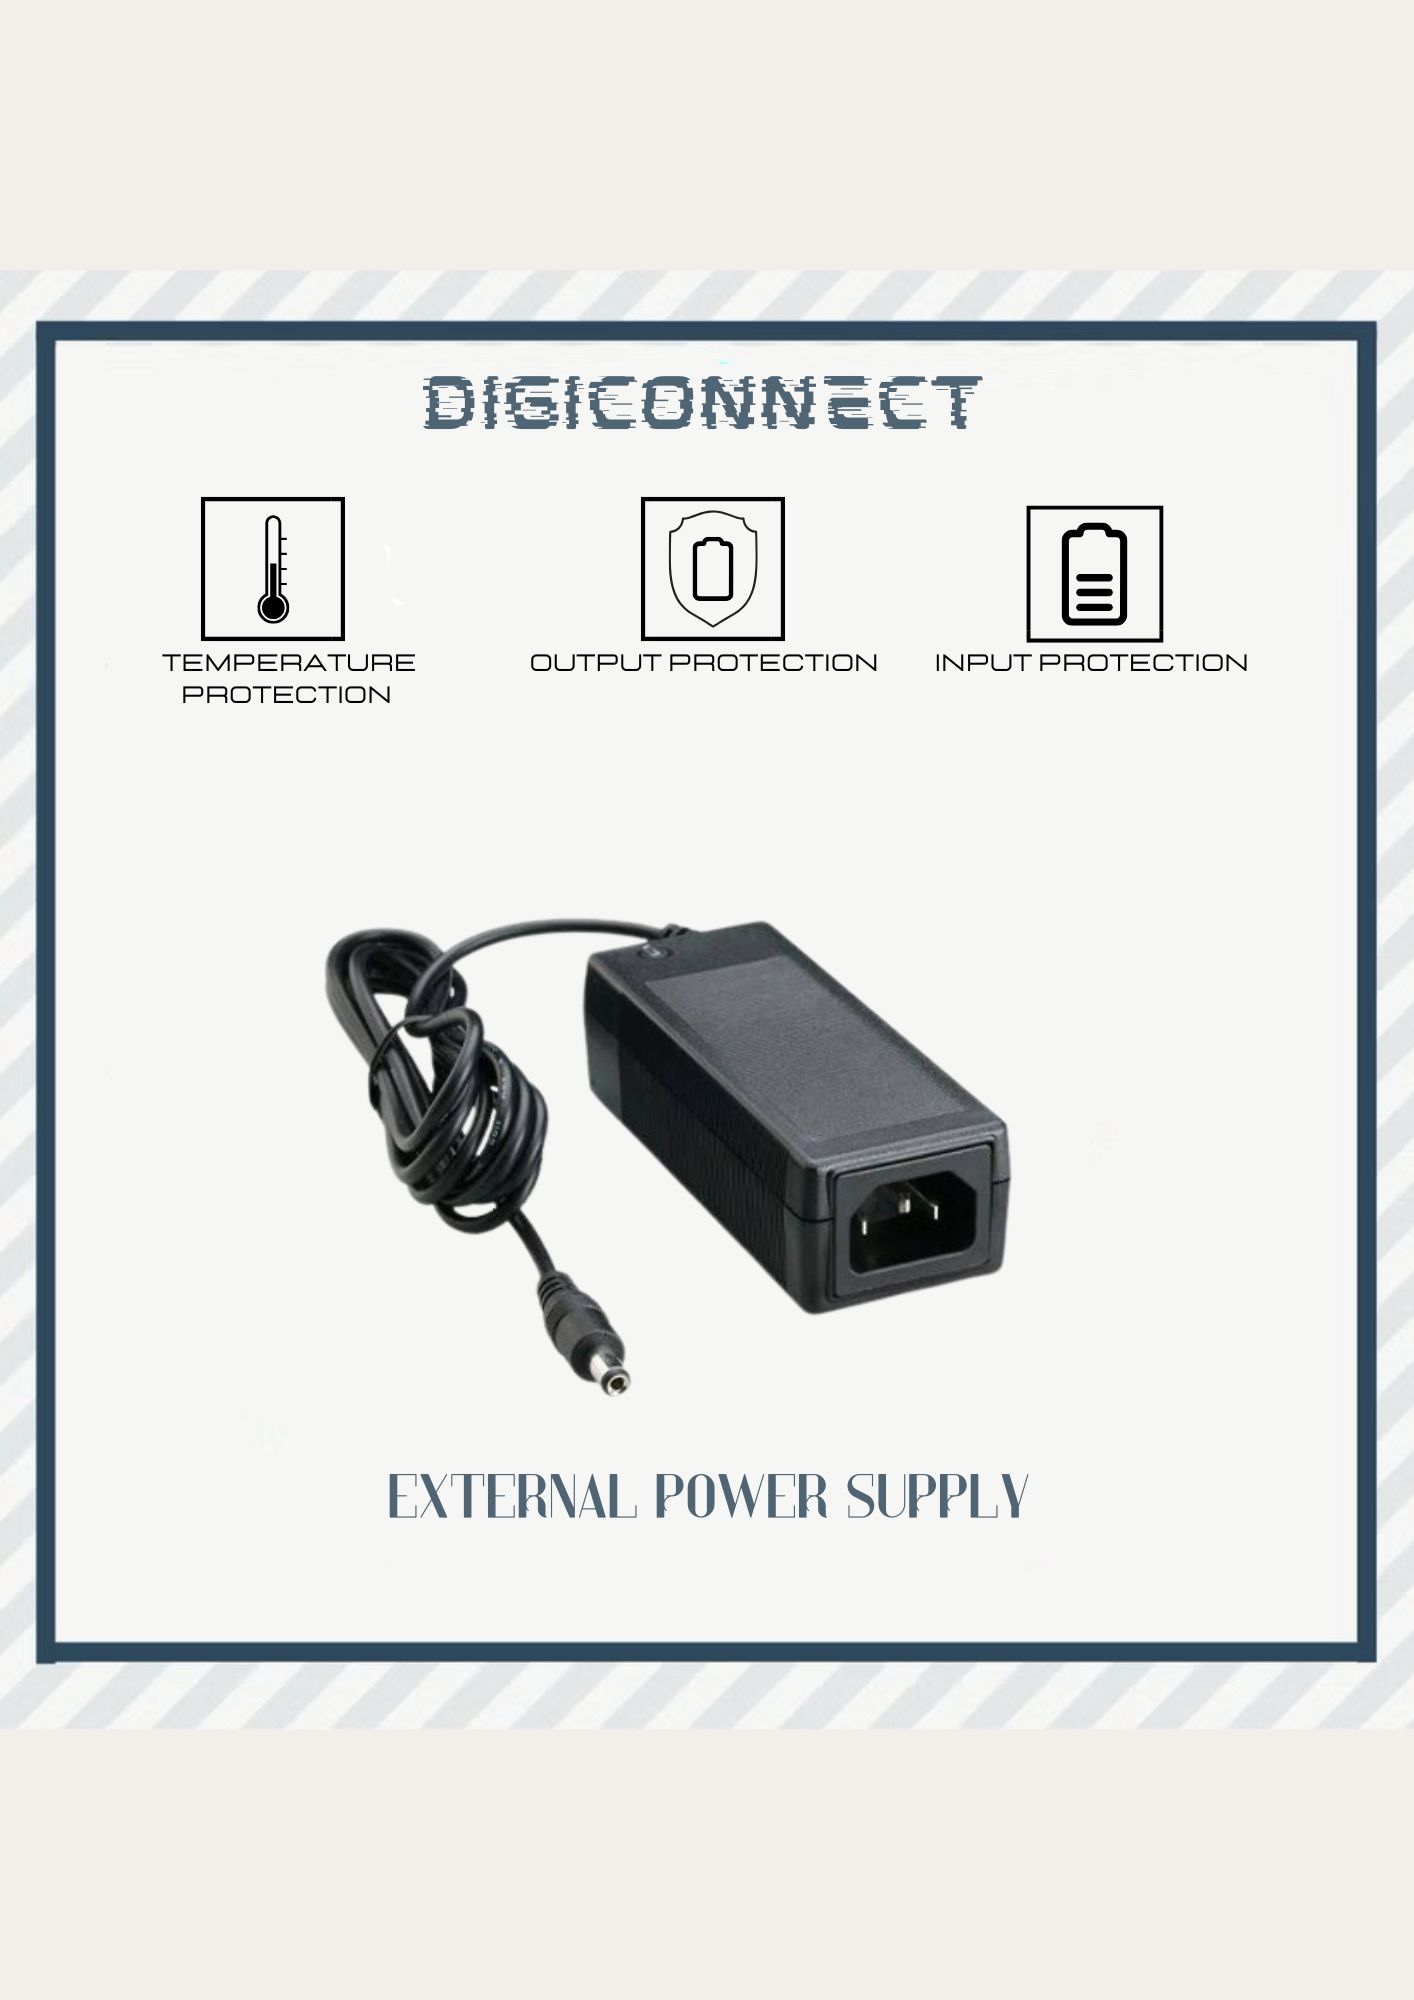 DIGICONNECT
TEMPERATURE
PROTECTION
OUTPUT PROTECTION
INPUT PROTECTION
EXTERNAL POWER SUPPLY